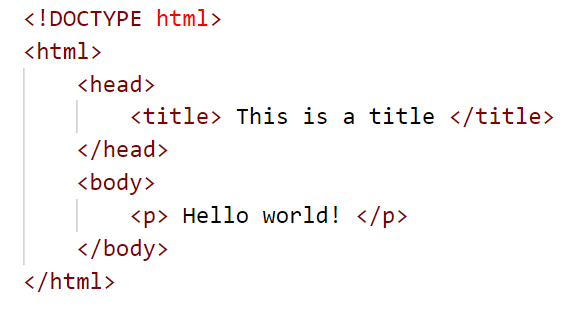 <!DOCTYPE html>
<html>
    <head>
        <title> This is a title </title>
    </head>
    <body>
        <p> Hello world! </p>
    </body>
</html>